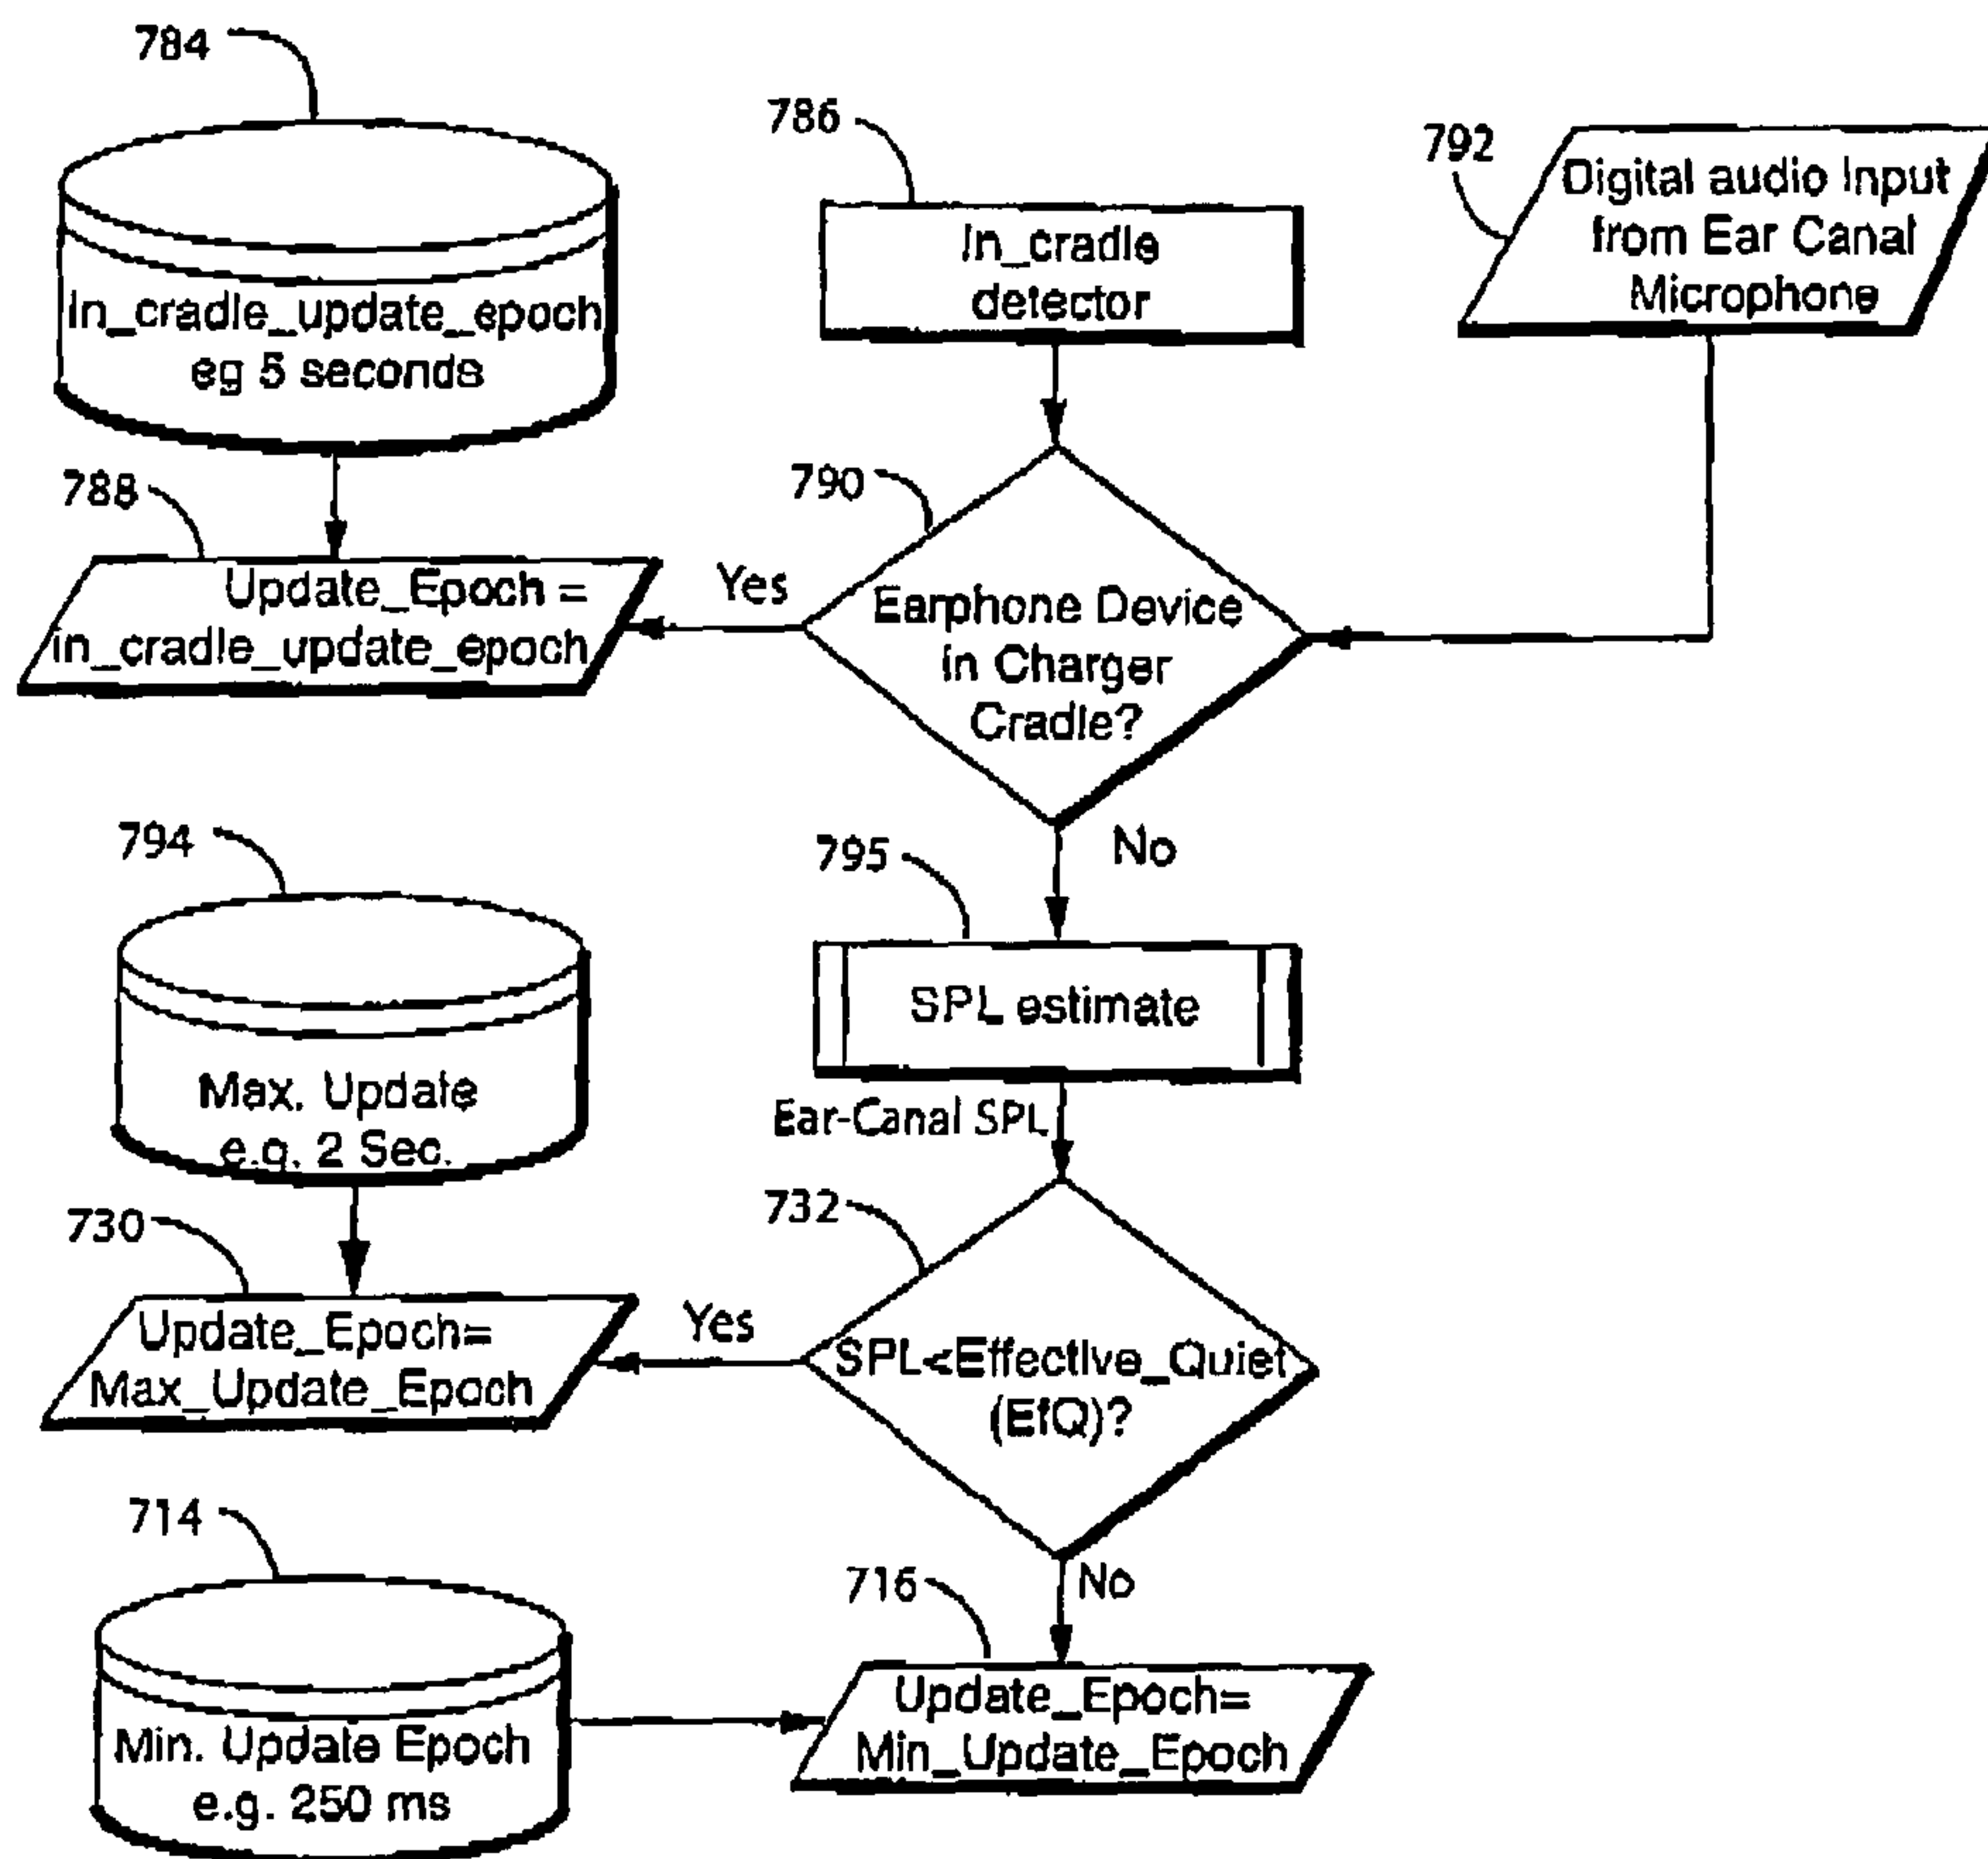 784
In_cradle_update_epoch
eg 5 seconds
786
In_cradle
detector
792
Digital audio Input
from Ear Canal
Microphone
788
Update_Epoch =
in_cradle_update_epoch
Yes
790
Earphone Device
in Charger
Cradle?
No
794
Max. Update
e.g. 2 Sec.
795
SPL estimate
Ear-Canal SPL
730
Update_Epoch=
Max_Update_Epoch
Yes
732
SPL<Effective_Quiet
(EfQ)?
No
714
Min. Update Epoch
e.g. 250 ms
716
Update_Epoch=
Min_Update_Epoch